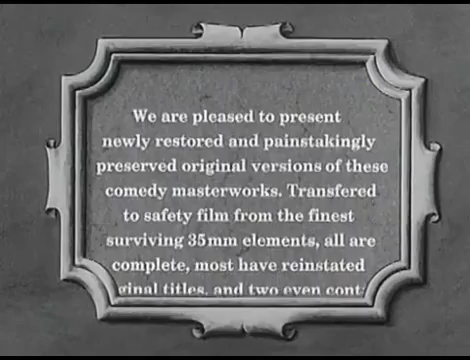 We are pleased to present
newly restored and painstakingly
preserved original versions of these
comedy masterworks. Transfered
to safety film from the finest
surviving 35mm elements, all are
complete, most have reinstated
titles, and two even